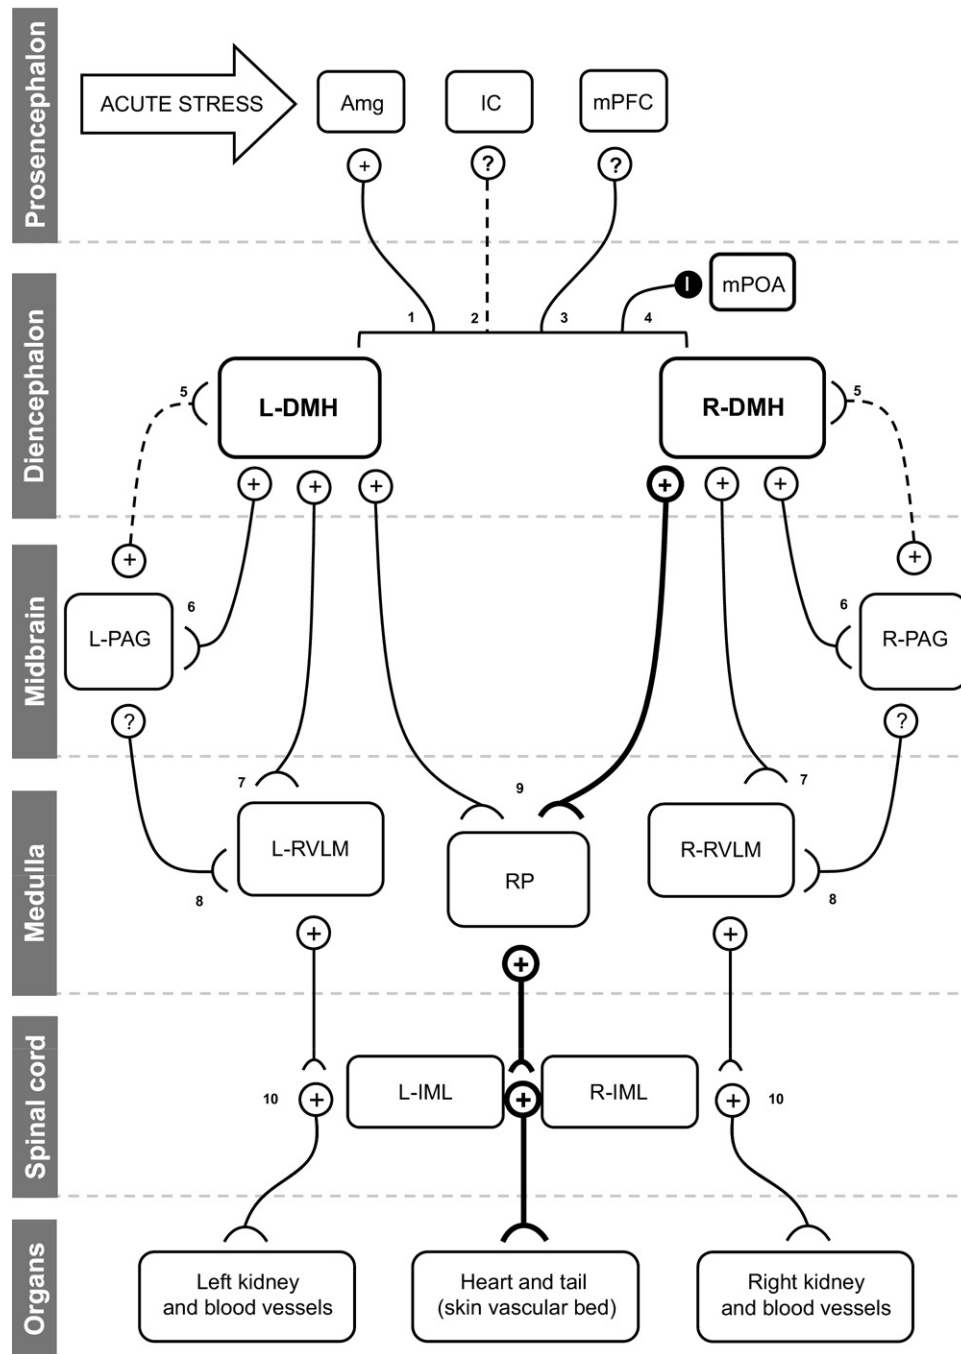 Prosencephalon
ACUTE STRESS
Amg
IC
mPFC
+
?
?
Diencephalon
I
mPOA
1
2
3
4
L-DMH
R-DMH
5
5
+
+
+
+
+
+
Midbrain
+
+
L-PAG
6
6
R-PAG
?
?
Medulla
7
9
7
L-RVLM
RP
R-RVLM
8
8
+
+
+
Spinal cord
L-IML
R-IML
10
+
+
+
10
Organs
Left kidney
and blood vessels
Heart and tail
(skin vascular bed)
Right kidney
and blood vessels